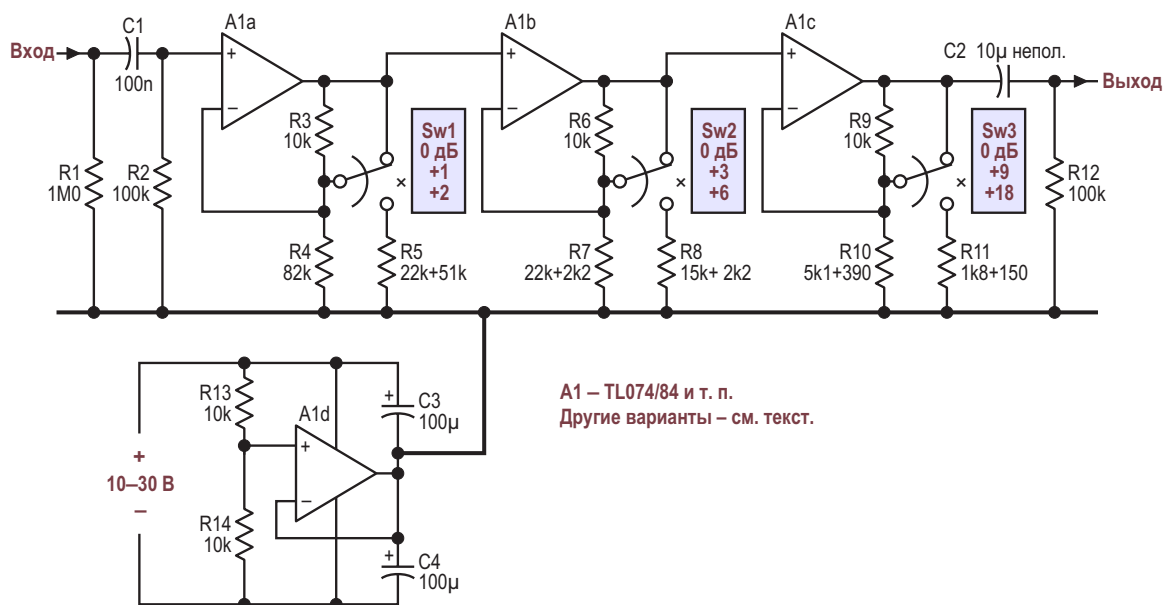 Вход
C1
100n
R1
1M0
R2
100k
A1a
+
–
R3
10k
R4
82k
Sw1
0 дБ
+1
+2
×
R5
22k+51k
A1b
+
–
R6
10k
R7
22k+2k2
Sw2
0 дБ
+3
+6
×
R8
15k+ 2k2
A1c
+
–
R9
10k
R10
5k1+390
Sw3
0 дБ
+9
+18
×
R11
1k8+150
C2 10µ непол.
Выход
R12
100k
+
10–30 В
–
R13
10k
R14
10k
A1d
+
–
+
C3
100µ
+
C4
100µ
A1 – TL074/84 и т. п.
Другие варианты – см. текст.